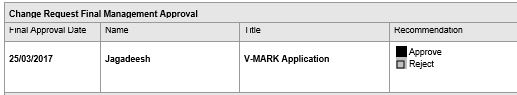 Change Request Final Management Approval
Final Approval Date Name Title Recommendation
25/03/2017 Jagadeesh V-MARK Application Approve
Reject